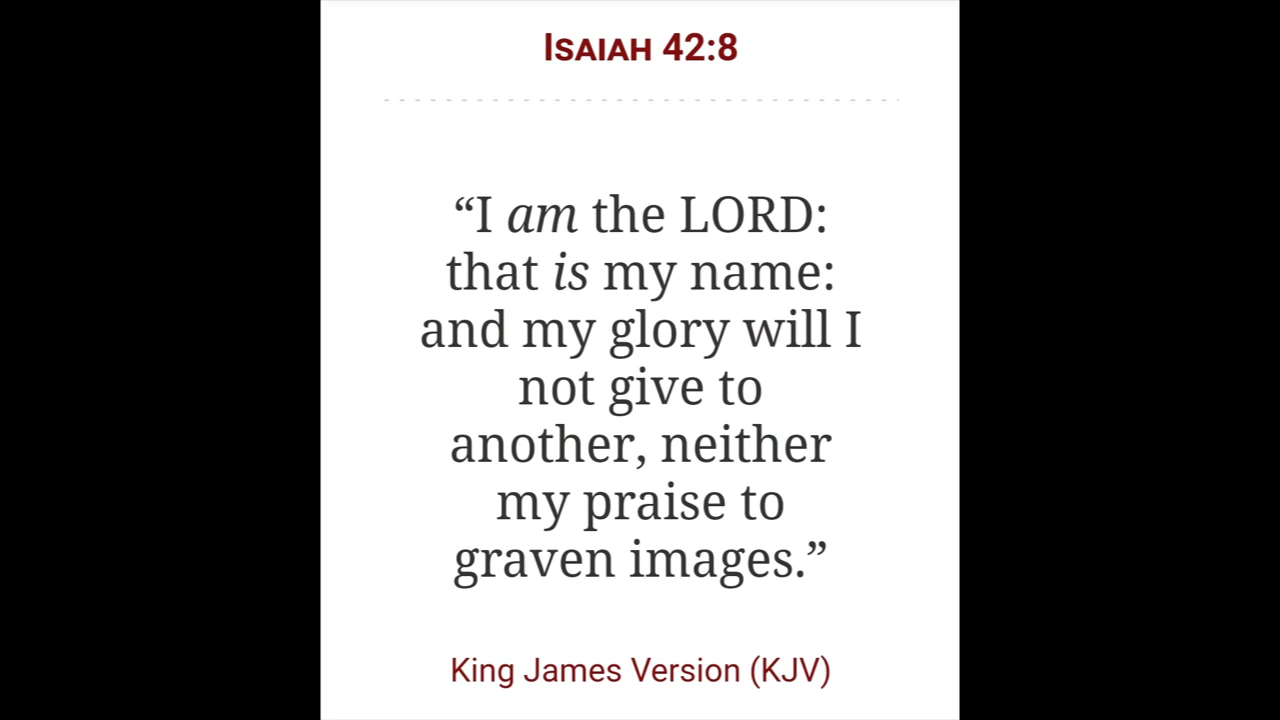 Isaiah 42:8
“I am the LORD:
that is my name:
and my glory will I
not give to
another, neither
my praise to
graven images.”
King James Version (KJV)